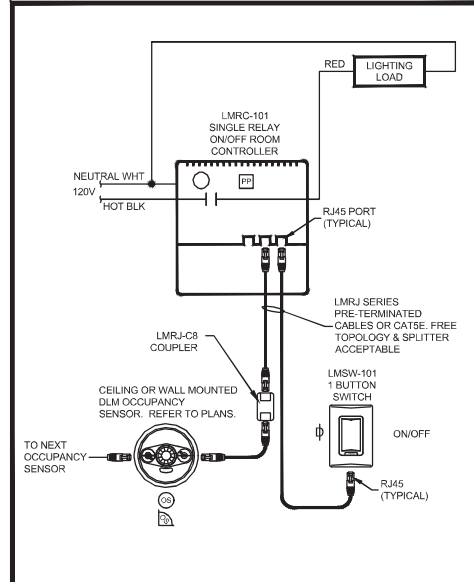 RED
LIGHTING
LOAD
LMRC-101
SINGLE RELAY
ON/OFF ROOM
CONTROLLER
NEUTRAL WHT
120V
HOT BLK
PP
RJ45 PORT
(TYPICAL)
LMRJ SERIES
PRE-TERMINATED
CABLES OR CAT5E. FREE
TOPOLOGY & SPLITTER
ACCEPTABLE
LMRJ-C8
COUPLER
LMSW-101
1 BUTTON
SWITCH
CEILING OR WALL MOUNTED
DLM OCCUPANCY
SENSOR. REFER TO PLANS.
ON/OFF
TO NEXT
OCCUPANCY
SENSOR
RJ45
(TYPICAL)
OS